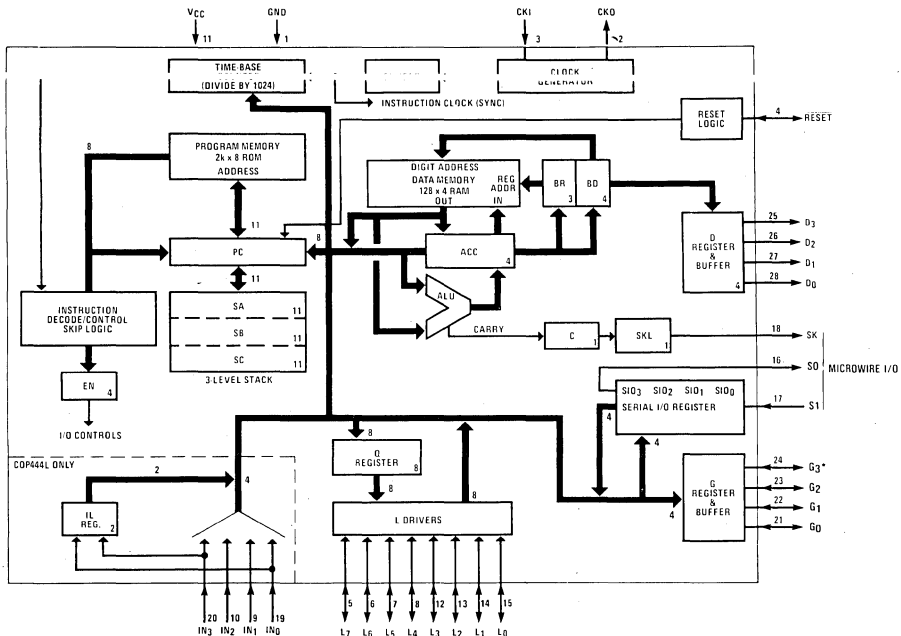 VCC GND CKI CKO
11 1 3 2
TIME-BASE
(DIVIDE BY 1024)
CLOCK
GENERATOR
INSTRUCTION CLOCK (SYNC)
RESET
LOGIC
4 RESET
8
PROGRAM MEMORY
2k x 8 ROM
ADDRESS
DIGIT ADDRESS
DATA MEMORY
128 x 4 RAM
OUT
REG
ADDR
IN
BR
3
BD
4
11
PC
8
ACC
4
D
REGISTER
&
BUFFER
4
25 D3
26 D2
27 D1
28 D0
11
INSTRUCTION
DECODE/CONTROL
SKIP LOGIC
SA 11
SB 11
SC 11
3-LEVEL STACK
ALU
CARRY
C
1
SKL
1
18 SK
16 SO
MICROWIRE I/O
17 S1
EN
4
I/O CONTROLS
SIO3 SIO2 SIO1 SIO0
SERIAL I/O REGISTER
4
4
COP444L ONLY
2
4
IL
REG.
2
8
Q
REGISTER
8
8
8
L DRIVERS
4
G
REGISTER
&
BUFFER
24 G3*
23 G2
22 G1
21 G0
20 10 9 19
IN3 IN2 IN1 IN0
5 6 7 8 12 13 14 15
L7 L6 L5 L4 L3 L2 L1 L0